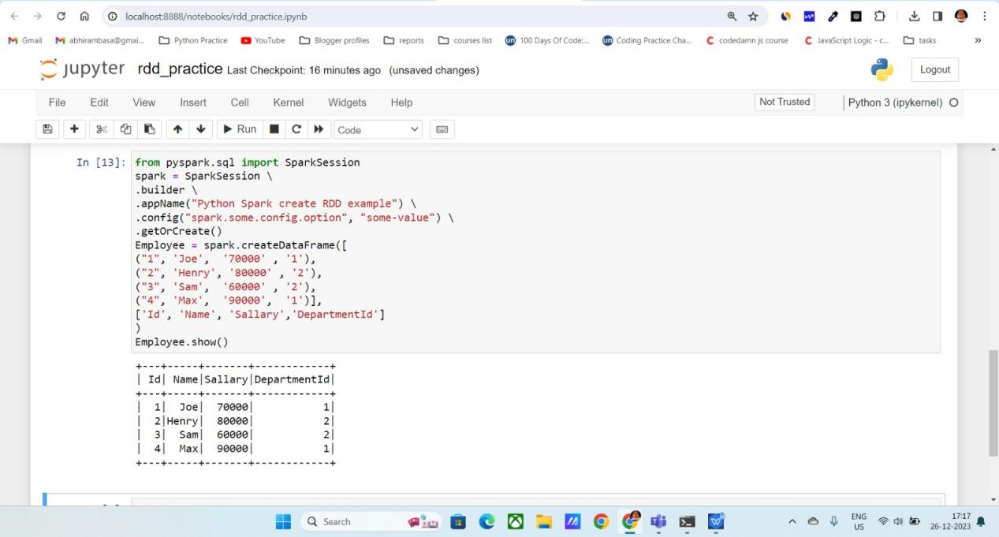 localhost:8888/notebooks/rdd_practice.ipynb
Gmail abhirambasa@gmai... Python Practice YouTube Blogger profiles reports courses list 100 Days Of Code:... Coding Practice Cha... codedamn js course JavaScript Logic - c... tasks »
jupyter rdd_practice Last Checkpoint: 16 minutes ago (unsaved changes) Logout
File Edit View Insert Cell Kernel Widgets Help Not Trusted Python 3 (ipykernel)
Run Code
In [13]: from pyspark.sql import SparkSession
spark = SparkSession \
.builder \
.appName("Python Spark create RDD example") \
.config("spark.some.config.option", "some-value") \
.getOrCreate()
Employee = spark.createDataFrame([
("1", 'Joe',  '70000' , '1'),
("2", 'Henry', '80000' , '2'),
("3", 'Sam',  '60000' , '2'),
("4", 'Max',  '90000', '1')],
['Id', 'Name', 'Sallary','DepartmentId']
)
Employee.show()
+---+-----+-------+------------+
| Id| Name|Sallary|DepartmentId|
+---+-----+-------+------------+
|  1|  Joe|  70000|           1|
|  2|Henry|  80000|           2|
|  3|  Sam|  60000|           2|
|  4|  Max|  90000|           1|
+---+-----+-------+------------+
Search
ENG
US
17:17
26-12-2023